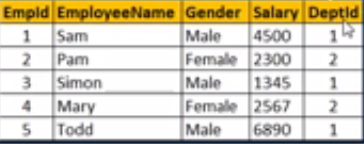 EmpId EmployeeName Gender Salary DeptId
1 Sam Male 4500 1
2 Pam Female 2300 2
3 Simon Male 1345 1
4 Mary Female 2567 2
5 Todd Male 6890 1